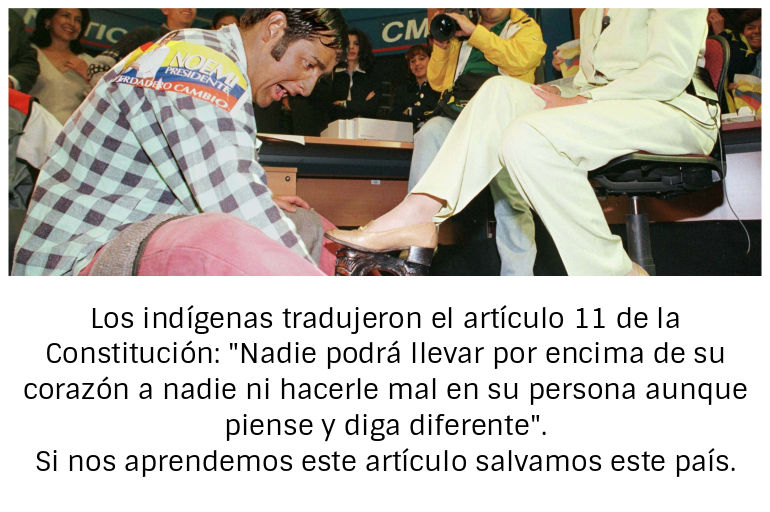 TIC
CM
NOEMI
PRESIDENTE
VERDADERO CAMBIO
Los indígenas tradujeron el artículo 11 de la
Constitución: "Nadie podrá llevar por encima de su
corazón a nadie ni hacerle mal en su persona aunque
piense y diga diferente".
Si nos aprendemos este artículo salvamos este país.